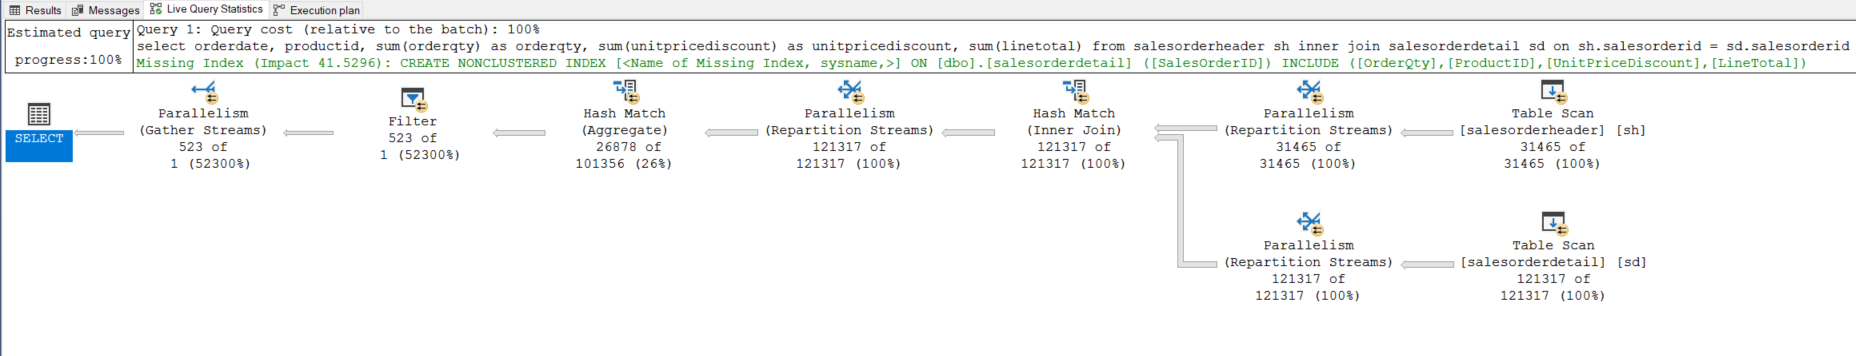 Results Messages Live Query Statistics Execution plan
Estimated query progress:100%
Query 1: Query cost (relative to the batch): 100%
select orderdate, productid, sum(orderqty) as orderqty, sum(unitpricediscount) as unitpricediscount, sum(linetotal) from salesorderheader sh inner join salesorderdetail sd on sh.salesorderid = sd.salesorderid
Missing Index (Impact 41.5296): CREATE NONCLUSTERED INDEX [<Name of Missing Index, sysname,>] ON [dbo].[salesorderdetail] ([SalesOrderID]) INCLUDE ([OrderQty],[ProductID],[UnitPriceDiscount],[LineTotal])
SELECT
Parallelism
(Gather Streams)
523 of
1 (52300%)
Filter
523 of
1 (52300%)
Hash Match
(Aggregate)
26878 of
101356 (26%)
Parallelism
(Repartition Streams)
121317 of
121317 (100%)
Hash Match
(Inner Join)
121317 of
121317 (100%)
Parallelism
(Repartition Streams)
31465 of
31465 (100%)
Table Scan
[salesorderheader] [sh]
31465 of
31465 (100%)
Parallelism
(Repartition Streams)
121317 of
121317 (100%)
Table Scan
[salesorderdetail] [sd]
121317 of
121317 (100%)